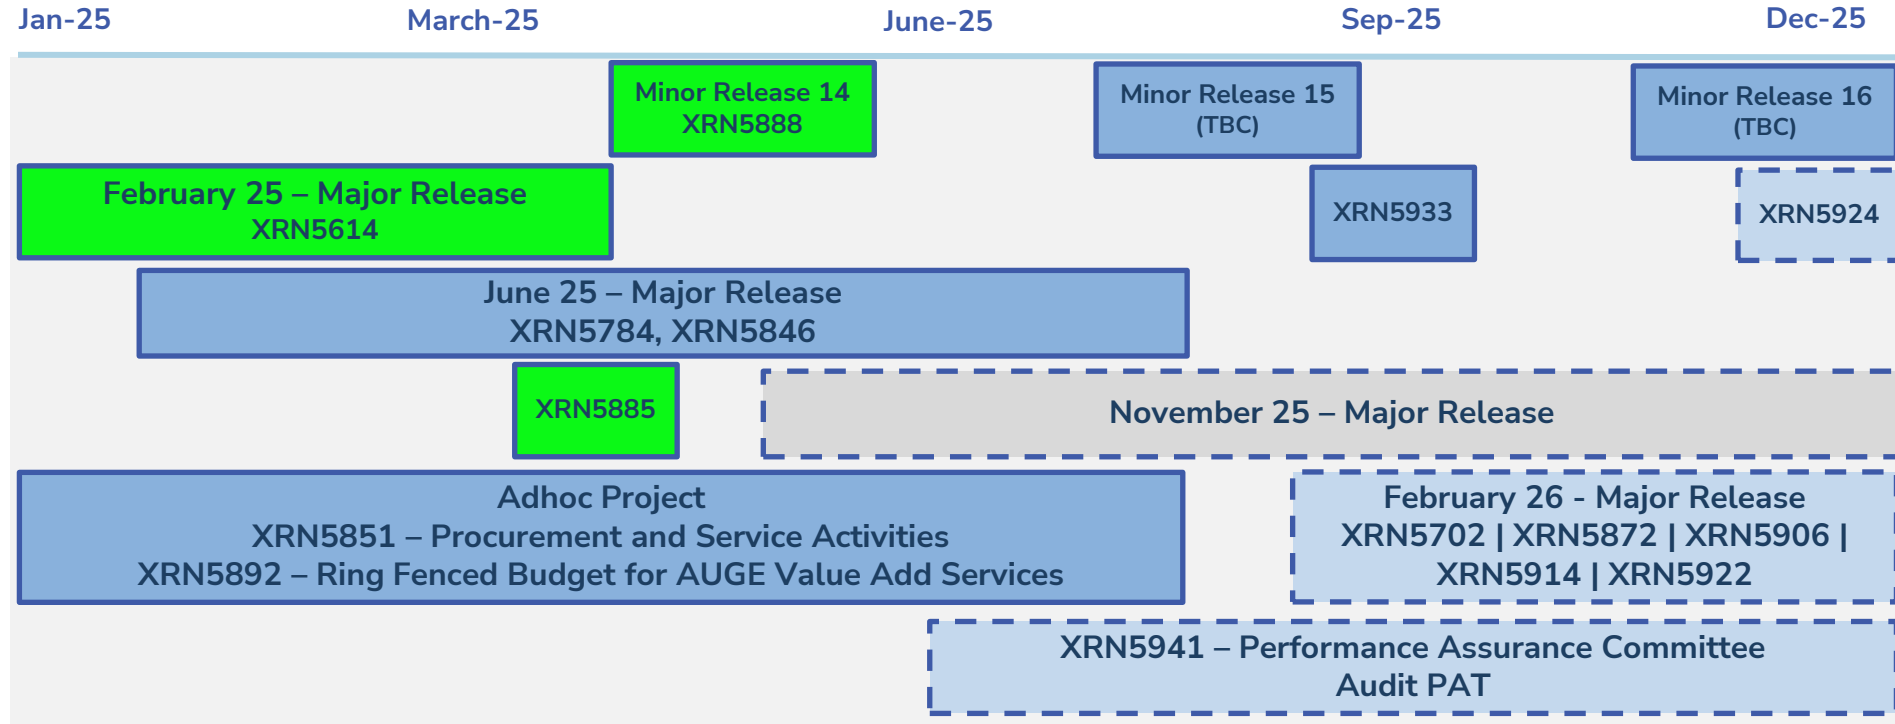 Jan-25
March-25
June-25
Sep-25
Dec-25
Minor Release 14
XRN5888
Minor Release 15
(TBC)
Minor Release 16
(TBC)
February 25 – Major Release
XRN5614
XRN5933
XRN5924
June 25 – Major Release
XRN5784, XRN5846
XRN5885
November 25 – Major Release
Adhoc Project
XRN5851 – Procurement and Service Activities
XRN5892 – Ring Fenced Budget for AUGE Value Add Services
February 26 - Major Release
XRN5702 | XRN5872 | XRN5906 |
XRN5914 | XRN5922
XRN5941 – Performance Assurance Committee
Audit PAT